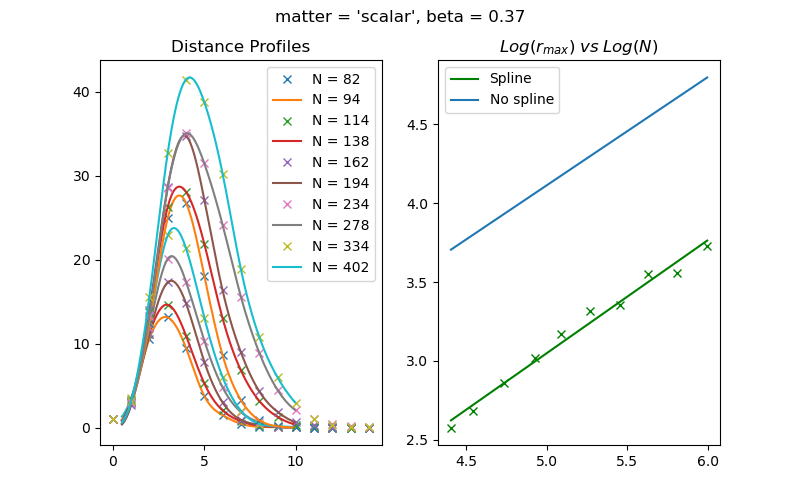 matter = 'scalar', beta = 0.37
Distance Profiles
N = 82
N = 94
N = 114
N = 138
N = 162
N = 194
N = 234
N = 278
N = 334
N = 402
40
30
20
10
0
0 5 10
Log(r_max) vs Log(N)
Spline
No spline
4.5
4.0
3.5
3.0
2.5
4.5 5.0 5.5 6.0